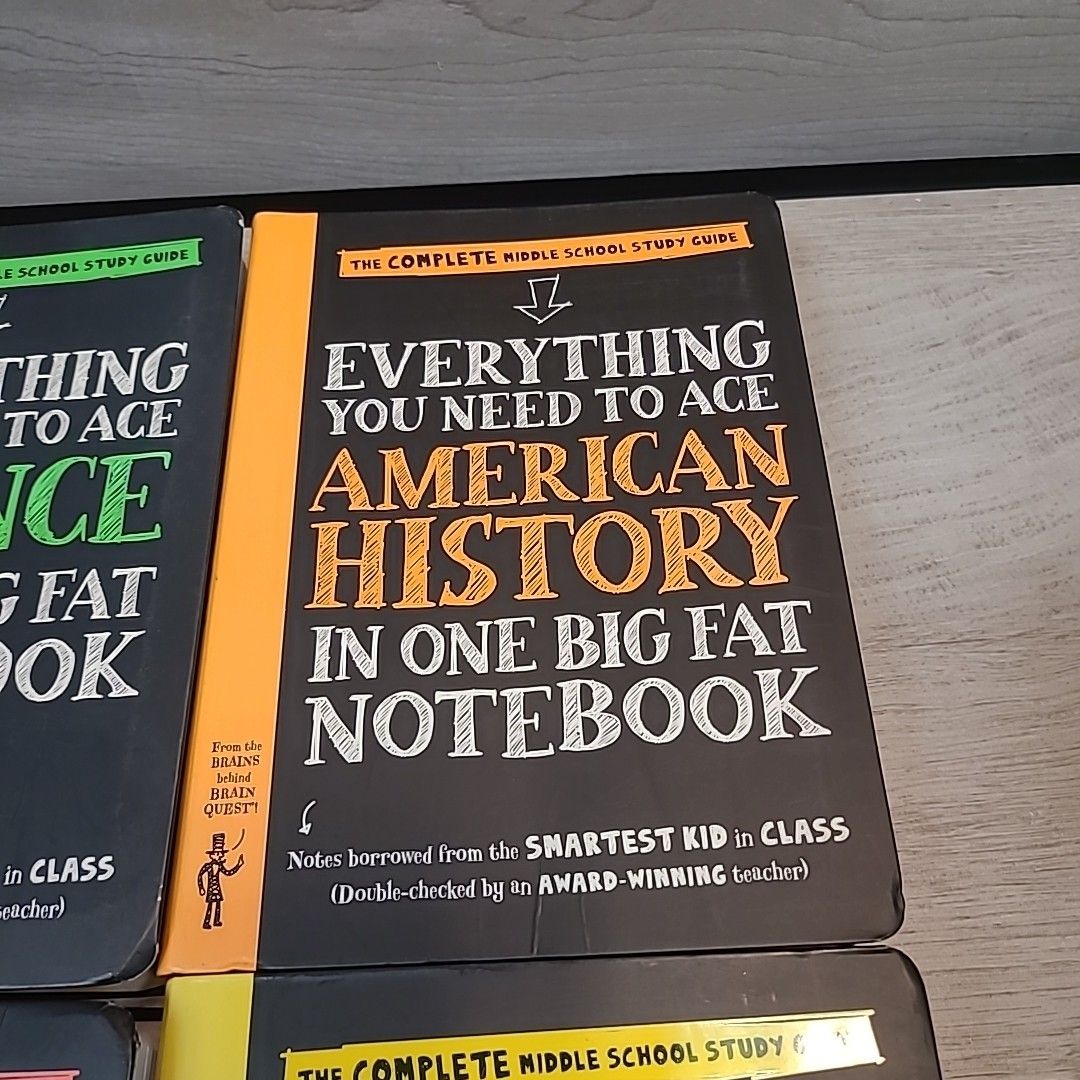 LE SCHOOL STUDY GUIDE
THING
TO ACE
NCE
G FAT
OOK
in CLASS
teacher)
THE COMPLETE MIDDLE SCHOOL STUDY GUIDE
EVERYTHING
YOU NEED TO ACE
AMERICAN
HISTORY
IN ONE BIG FAT
NOTEBOOK
From the
BRAINS
behind
BRAIN
QUEST®!
Notes borrowed from the SMARTEST KID in CLASS
(Double-checked by an AWARD-WINNING teacher)
THE COMPLETE MIDDLE SCHOOL STUDY